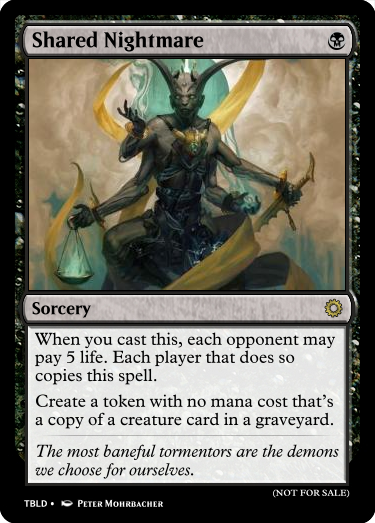 Shared Nightmare
Sorcery
When you cast this, each opponent may
pay 5 life. Each player that does so
copies this spell.
Create a token with no mana cost that's
a copy of a creature card in a graveyard.
The most baneful tormentors are the demons
we choose for ourselves.
(NOT FOR SALE)
TBLD • Peter Mohrbacher